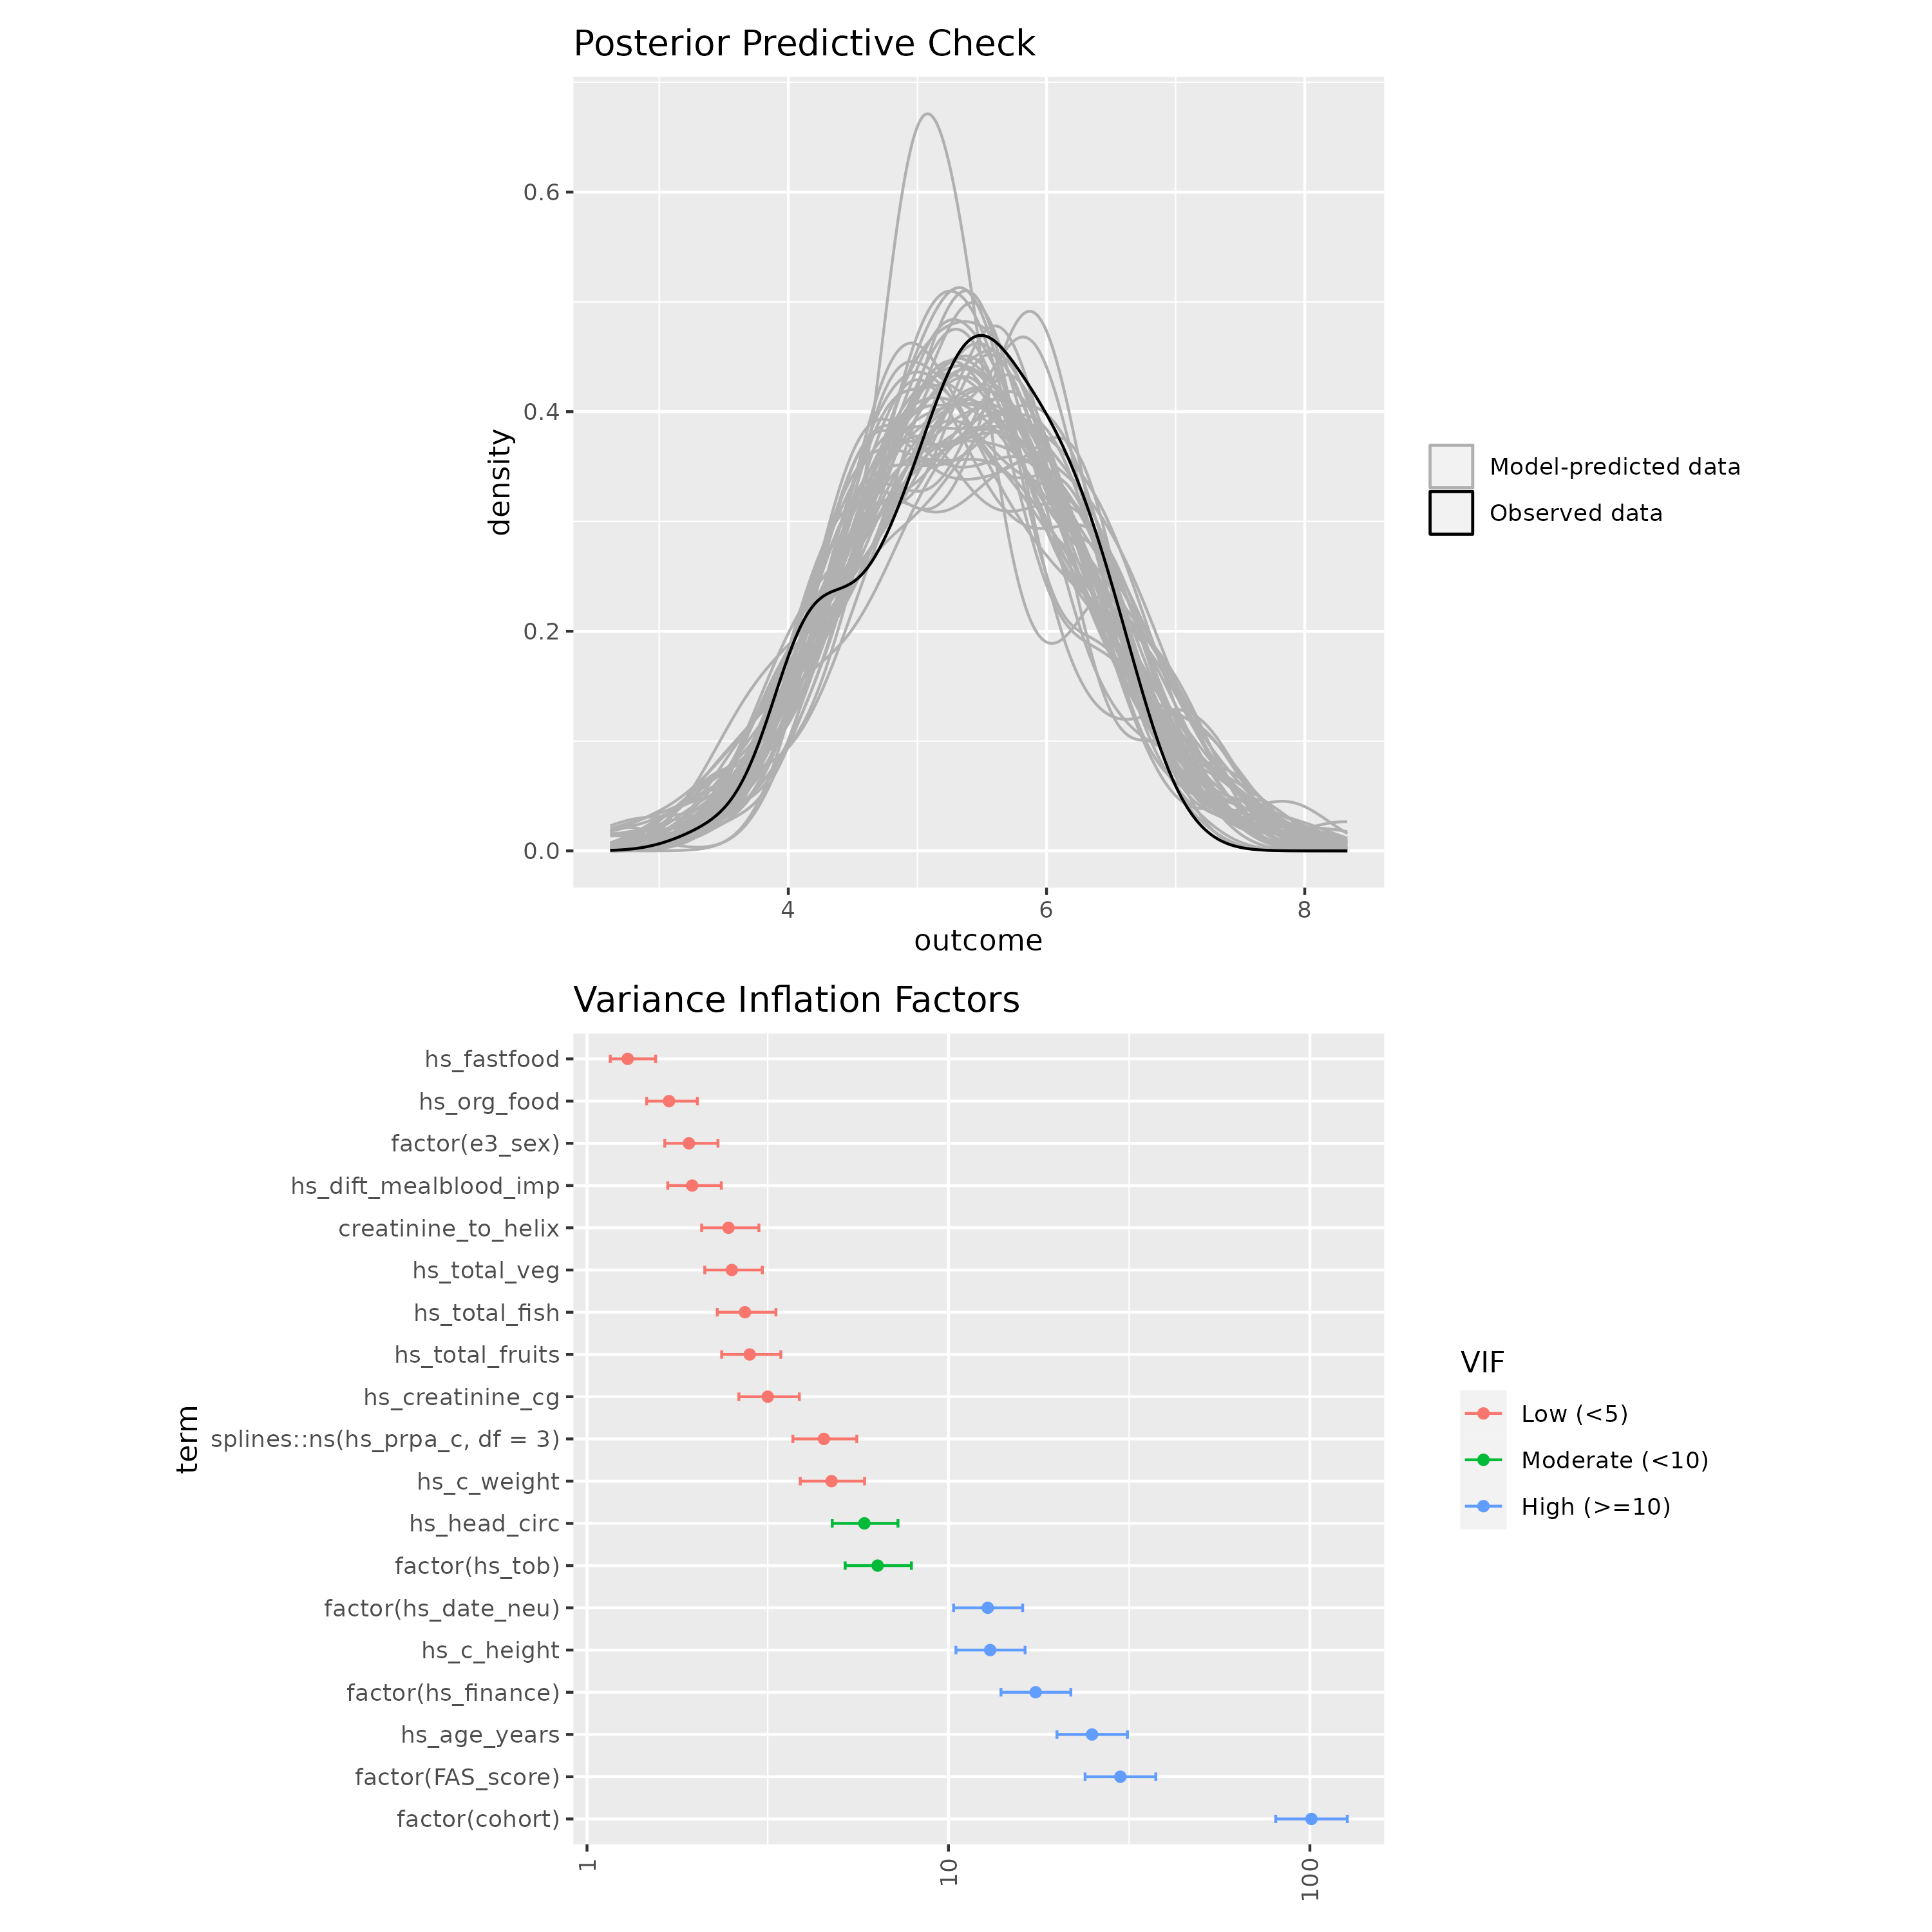 Posterior Predictive Check
density
0.6
0.4
0.2
0.0
4
6
8
outcome
Model-predicted data
Observed data
Variance Inflation Factors
term
hs_fastfood
hs_org_food
factor(e3_sex)
hs_dift_mealblood_imp
creatinine_to_helix
hs_total_veg
hs_total_fish
hs_total_fruits
hs_creatinine_cg
splines::ns(hs_prpa_c, df = 3)
hs_c_weight
hs_head_circ
factor(hs_tob)
factor(hs_date_neu)
hs_c_height
factor(hs_finance)
hs_age_years
factor(FAS_score)
factor(cohort)
1
10
100
VIF
Low (<5)
Moderate (<10)
High (>=10)